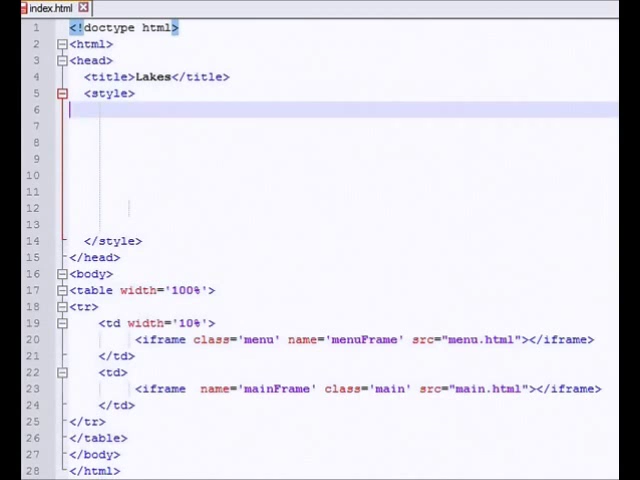 index.html
1 <!doctype html>
2 <html>
3 <head>
4 <title>Lakes</title>
5 <style>
6
7
8
9
10
11
12
13
14 </style>
15 </head>
16 <body>
17 <table width='100%'>
18 <tr>
19 <td width='10%'>
20 <iframe class='menu' name='menuFrame' src="menu.html"></iframe>
21 </td>
22 <td>
23 <iframe  name='mainFrame' class='main' src="main.html"></iframe>
24 </td>
25 </tr>
26 </table>
27 </body>
28 </html>